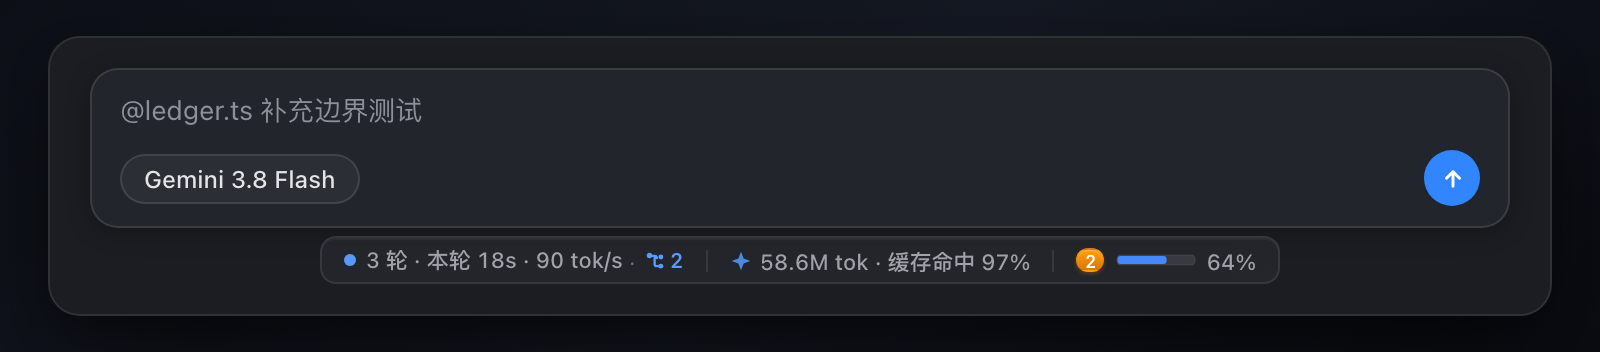 @ledger.ts 补充边界测试
Gemini 3.8 Flash
3 轮 · 本轮 18s · 90 tok/s · 2 58.6M tok · 缓存命中 97% 2 64%